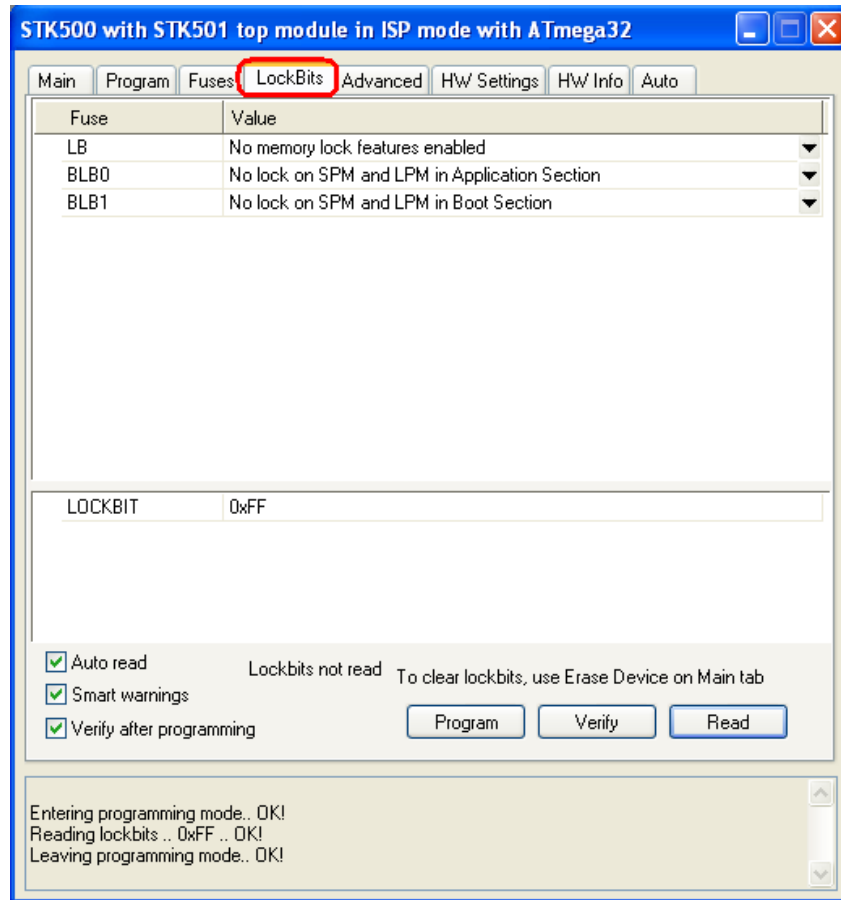 STK500 with STK501 top module in ISP mode with ATmega32
Main Program Fuses LockBits Advanced HW Settings HW Info Auto
Fuse Value
LB No memory lock features enabled
BLB0 No lock on SPM and LPM in Application Section
BLB1 No lock on SPM and LPM in Boot Section
LOCKBIT 0xFF
Auto read
Lockbits not read To clear lockbits, use Erase Device on Main tab
Smart warnings
Verify after programming
Program Verify Read
Entering programming mode.. OK!
Reading lockbits .. 0xFF .. OK!
Leaving programming mode.. OK!